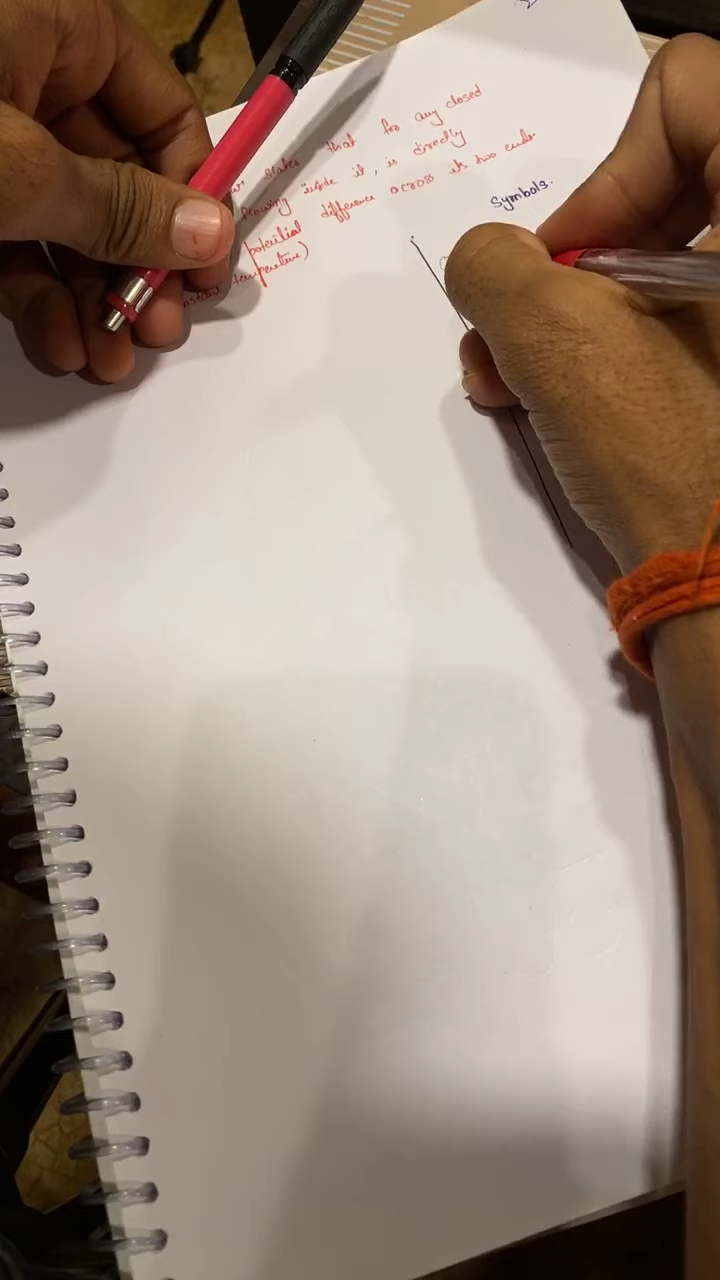 states that for any closed
flowing inside it, is directly
potential difference across its two ends.
temperature)
Symbols.